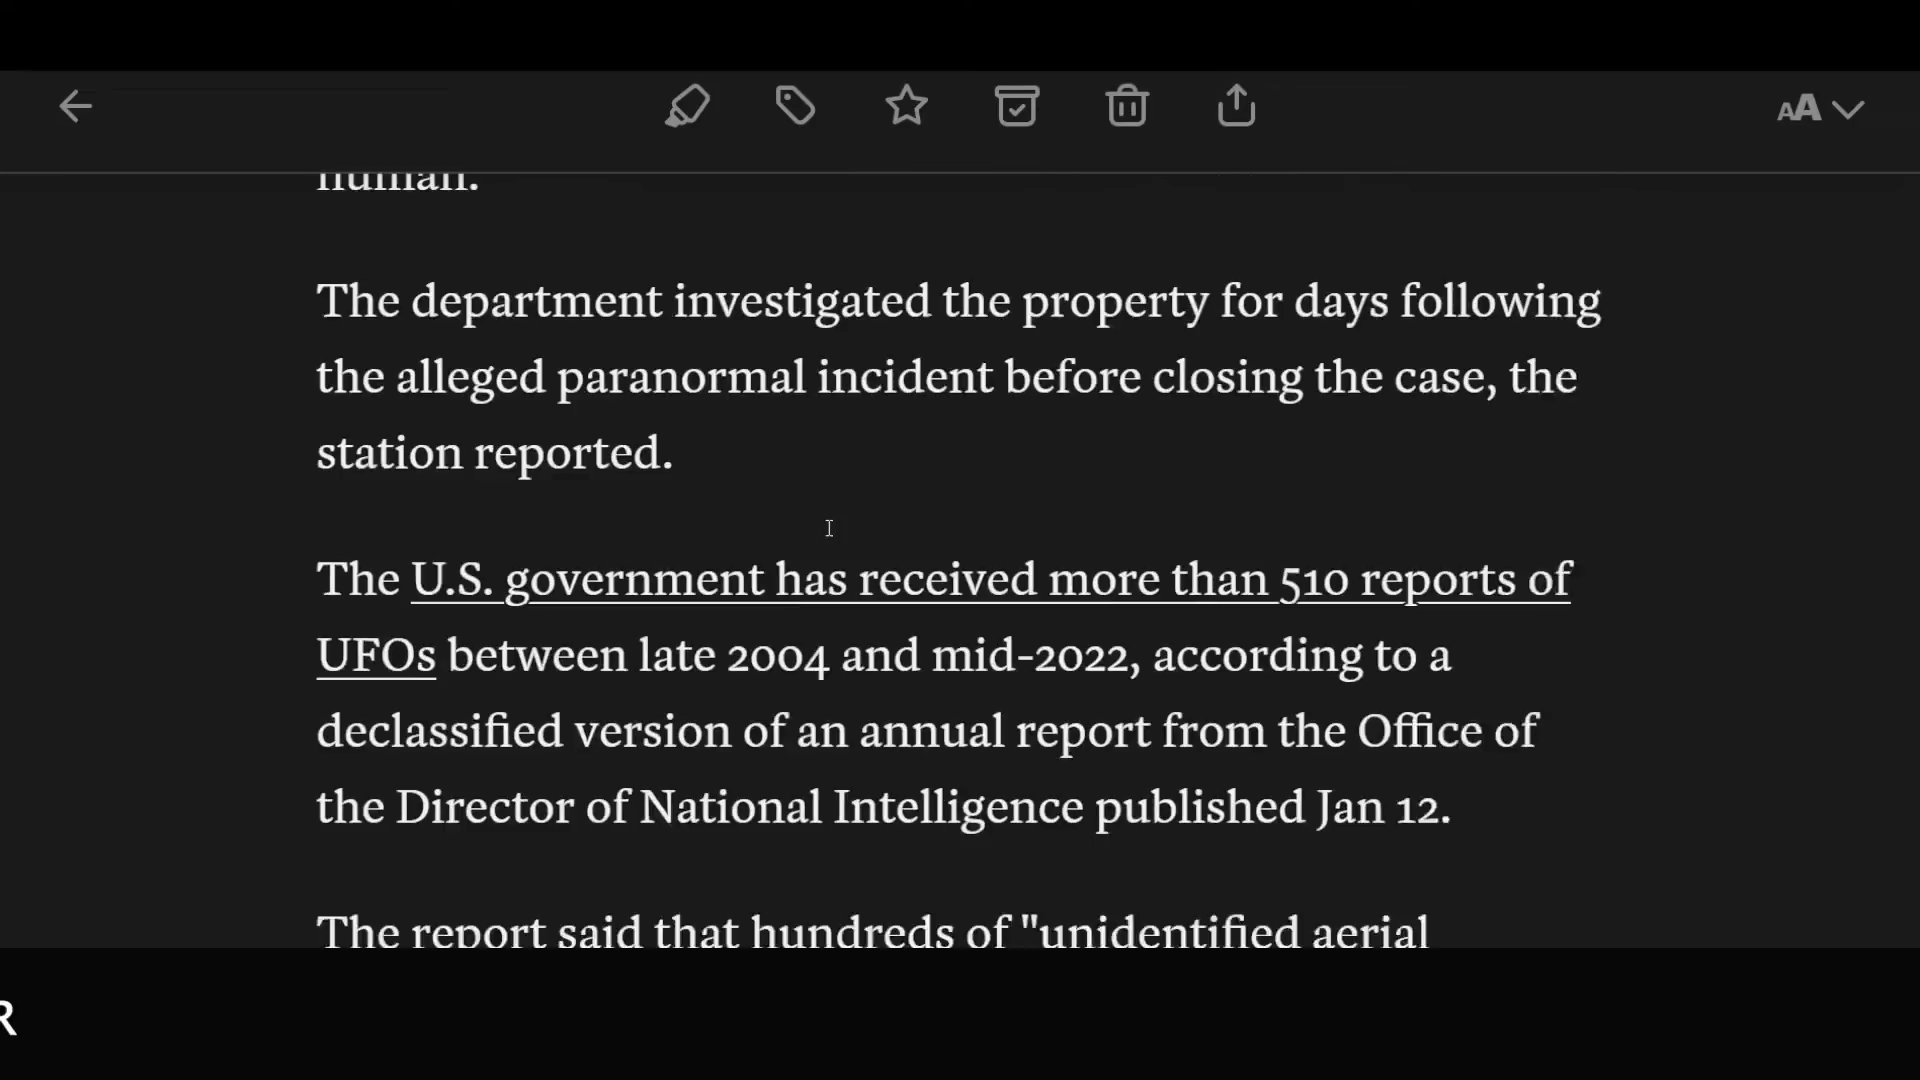 AA
human.
The department investigated the property for days following
the alleged paranormal incident before closing the case, the
station reported.
The U.S. government has received more than 510 reports of
UFOs between late 2004 and mid-2022, according to a
declassified version of an annual report from the Office of
the Director of National Intelligence published Jan 12.
The report said that hundreds of "unidentified aerial
R